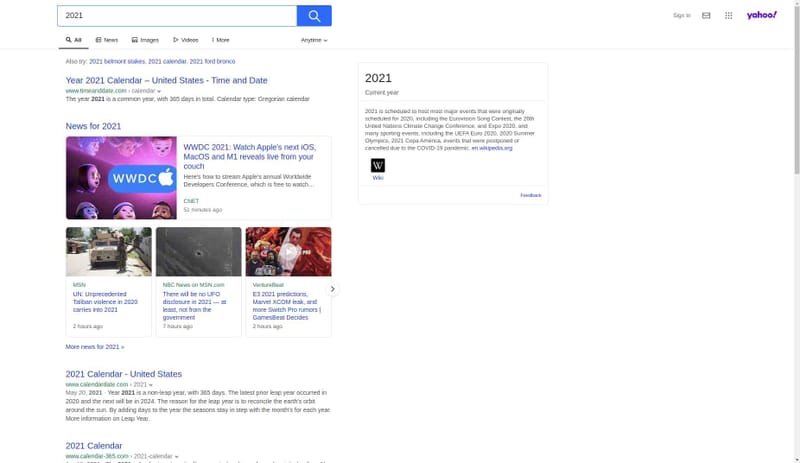 2021
Sign in
yahoo!
All
News
Images
Videos
More
Anytime
Also try: 2021 belmont stakes, 2021 calendar, 2021 ford bronco
Year 2021 Calendar – United States - Time and Date
www.timeanddate.com › calendar
The year 2021 is a common year, with 365 days in total. Calendar type: Gregorian calendar
News for 2021
WWDC
WWDC 2021: Watch Apple's next iOS,
MacOS and M1 reveals live from your
couch
Here's how to stream Apple's annual Worldwide
Developers Conference, which is free to watch…
CNET
51 minutes ago
MSN
UN: Unprecedented
Taliban violence in 2020
carries into 2021
2 hours ago
NBC News on MSN.com
There will be no UFO
disclosure in 2021 — at
least, not from the
government
7 hours ago
PRO
VentureBeat
E3 2021 predictions,
Marvel XCOM leak, and
more Switch Pro rumors |
GamesBeat Decides
2 hours ago
More news for 2021 »
2021 Calendar - United States
www.calendardate.com › 2021
May 20, 2021 · Year 2021 is a non-leap year, with 365 days. The latest prior leap year occurred in
2020 and the next will be in 2024. The reason for the leap year is to reconcile the earth's orbit
around the sun. By adding days to the year the seasons stay in step with the month's for each year.
More information on Leap Year.
2021 Calendar
www.calendar-365.com › 2021-calendar
2021
Current year
2021 is scheduled to host most major events that were originally
scheduled for 2020, including the Eurovision Song Contest, the 26th
United Nations Climate Change Conference, and Expo 2020, and
many sporting events, including the UEFA Euro 2020, 2020 Summer
Olympics, 2021 Copa America, events that were postponed or
cancelled due to the COVID-19 pandemic. en.wikipedia.org
W
Wiki
Feedback